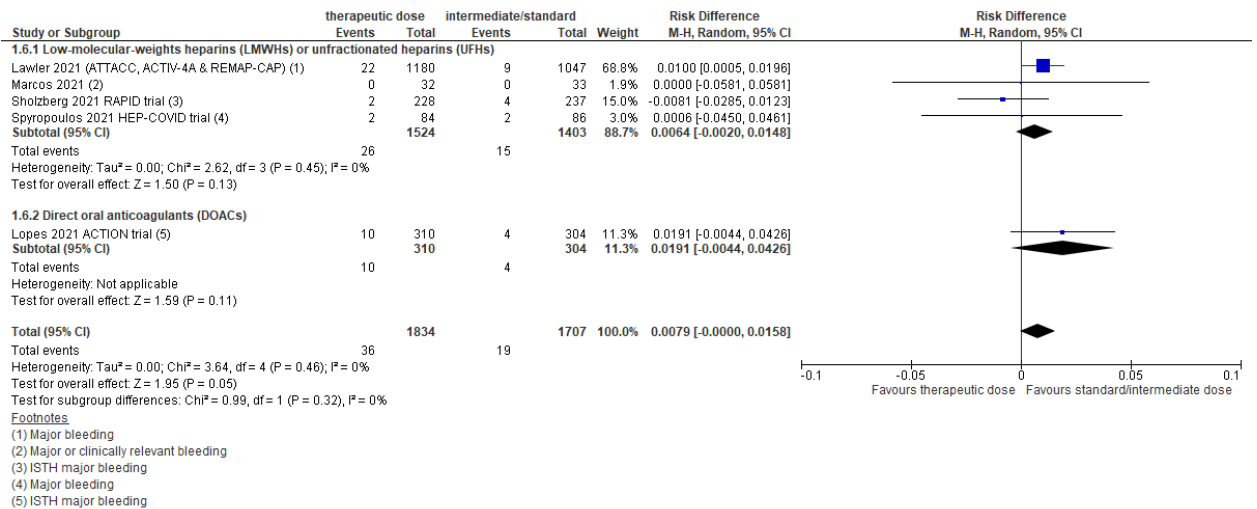 therapeutic dose intermediate/standard Risk Difference Risk Difference
Study or Subgroup Events Total Events Total Weight M-H, Random, 95% CI M-H, Random, 95% CI
1.6.1 Low-molecular-weights heparins (LMWHs) or unfractionated heparins (UFHs)
Lawler 2021 (ATTACC, ACTIV-4A & REMAP-CAP) (1) 22 1180 9 1047 68.8% 0.0100 [0.0005, 0.0196]
Marcos 2021 (2) 0 32 0 33 1.9% 0.0000 [-0.0581, 0.0581]
Sholzberg 2021 RAPID trial (3) 2 228 4 237 15.0% -0.0081 [-0.0285, 0.0123]
Spyropoulos 2021 HEP-COVID trial (4) 2 84 2 86 3.0% 0.0006 [-0.0450, 0.0461]
Subtotal (95% CI) 1524 1403 88.7% 0.0064 [-0.0020, 0.0148]
Total events 26 15
Heterogeneity: Tau² = 0.00; Chi² = 2.62, df = 3 (P = 0.45); I² = 0%
Test for overall effect: Z = 1.50 (P = 0.13)
1.6.2 Direct oral anticoagulants (DOACs)
Lopes 2021 ACTION trial (5) 10 310 4 304 11.3% 0.0191 [-0.0044, 0.0426]
Subtotal (95% CI) 310 304 11.3% 0.0191 [-0.0044, 0.0426]
Total events 10 4
Heterogeneity: Not applicable
Test for overall effect: Z = 1.59 (P = 0.11)
Total (95% CI) 1834 1707 100.0% 0.0079 [-0.0000, 0.0158]
Total events 36 19
Heterogeneity: Tau² = 0.00; Chi² = 3.64, df = 4 (P = 0.46); I² = 0%
Test for overall effect: Z = 1.95 (P = 0.05)
Test for subgroup differences: Chi² = 0.99, df = 1 (P = 0.32), I² = 0%
-0.1 -0.05 0 0.05 0.1
Favours therapeutic dose Favours standard/intermediate dose
Footnotes
(1) Major bleeding
(2) Major or clinically relevant bleeding
(3) ISTH major bleeding
(4) Major bleeding
(5) ISTH major bleeding